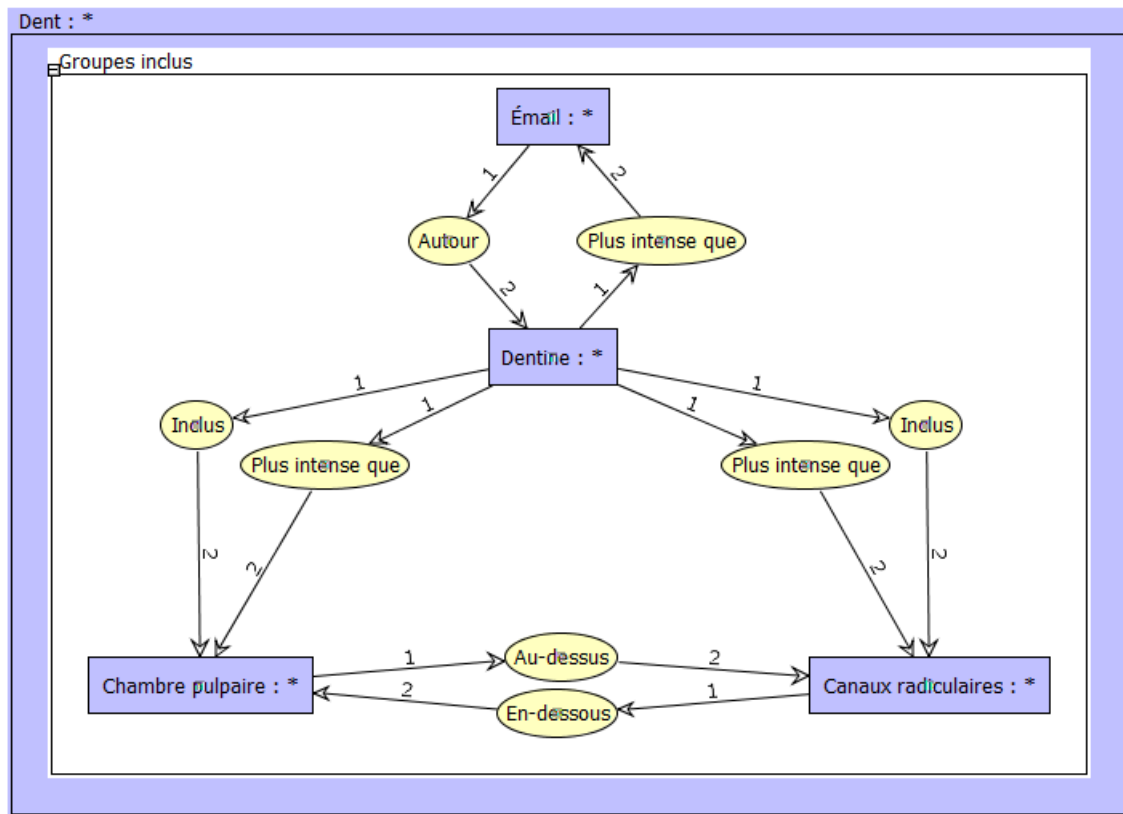 Dent : *
Groupes inclus
Émail : *
1
2
Autour
Plus intense que
2
1
Dentine : *
1
1
1
1
Inclus
Inclus
Plus intense que
Plus intense que
2
2
2
2
Au-dessus
1
2
Chambre pulpaire : *
Canaux radiculaires : *
2
1
En-dessous